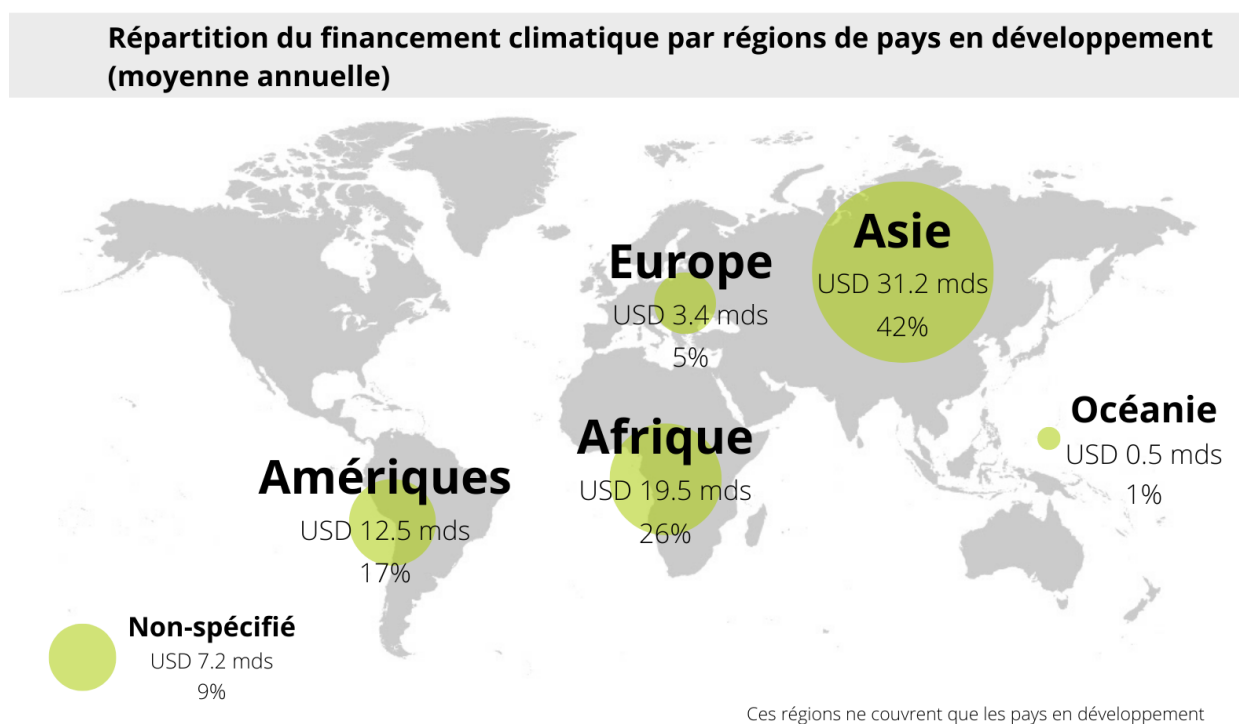 Répartition du financement climatique par régions de pays en développement
(moyenne annuelle)
Asie
USD 31.2 mds
42%
Europe
USD 3.4 mds
5%
Océanie
USD 0.5 mds
1%
Afrique
USD 19.5 mds
26%
Amériques
USD 12.5 mds
17%
Non-spécifié
USD 7.2 mds
9%
Ces régions ne couvrent que les pays en développement